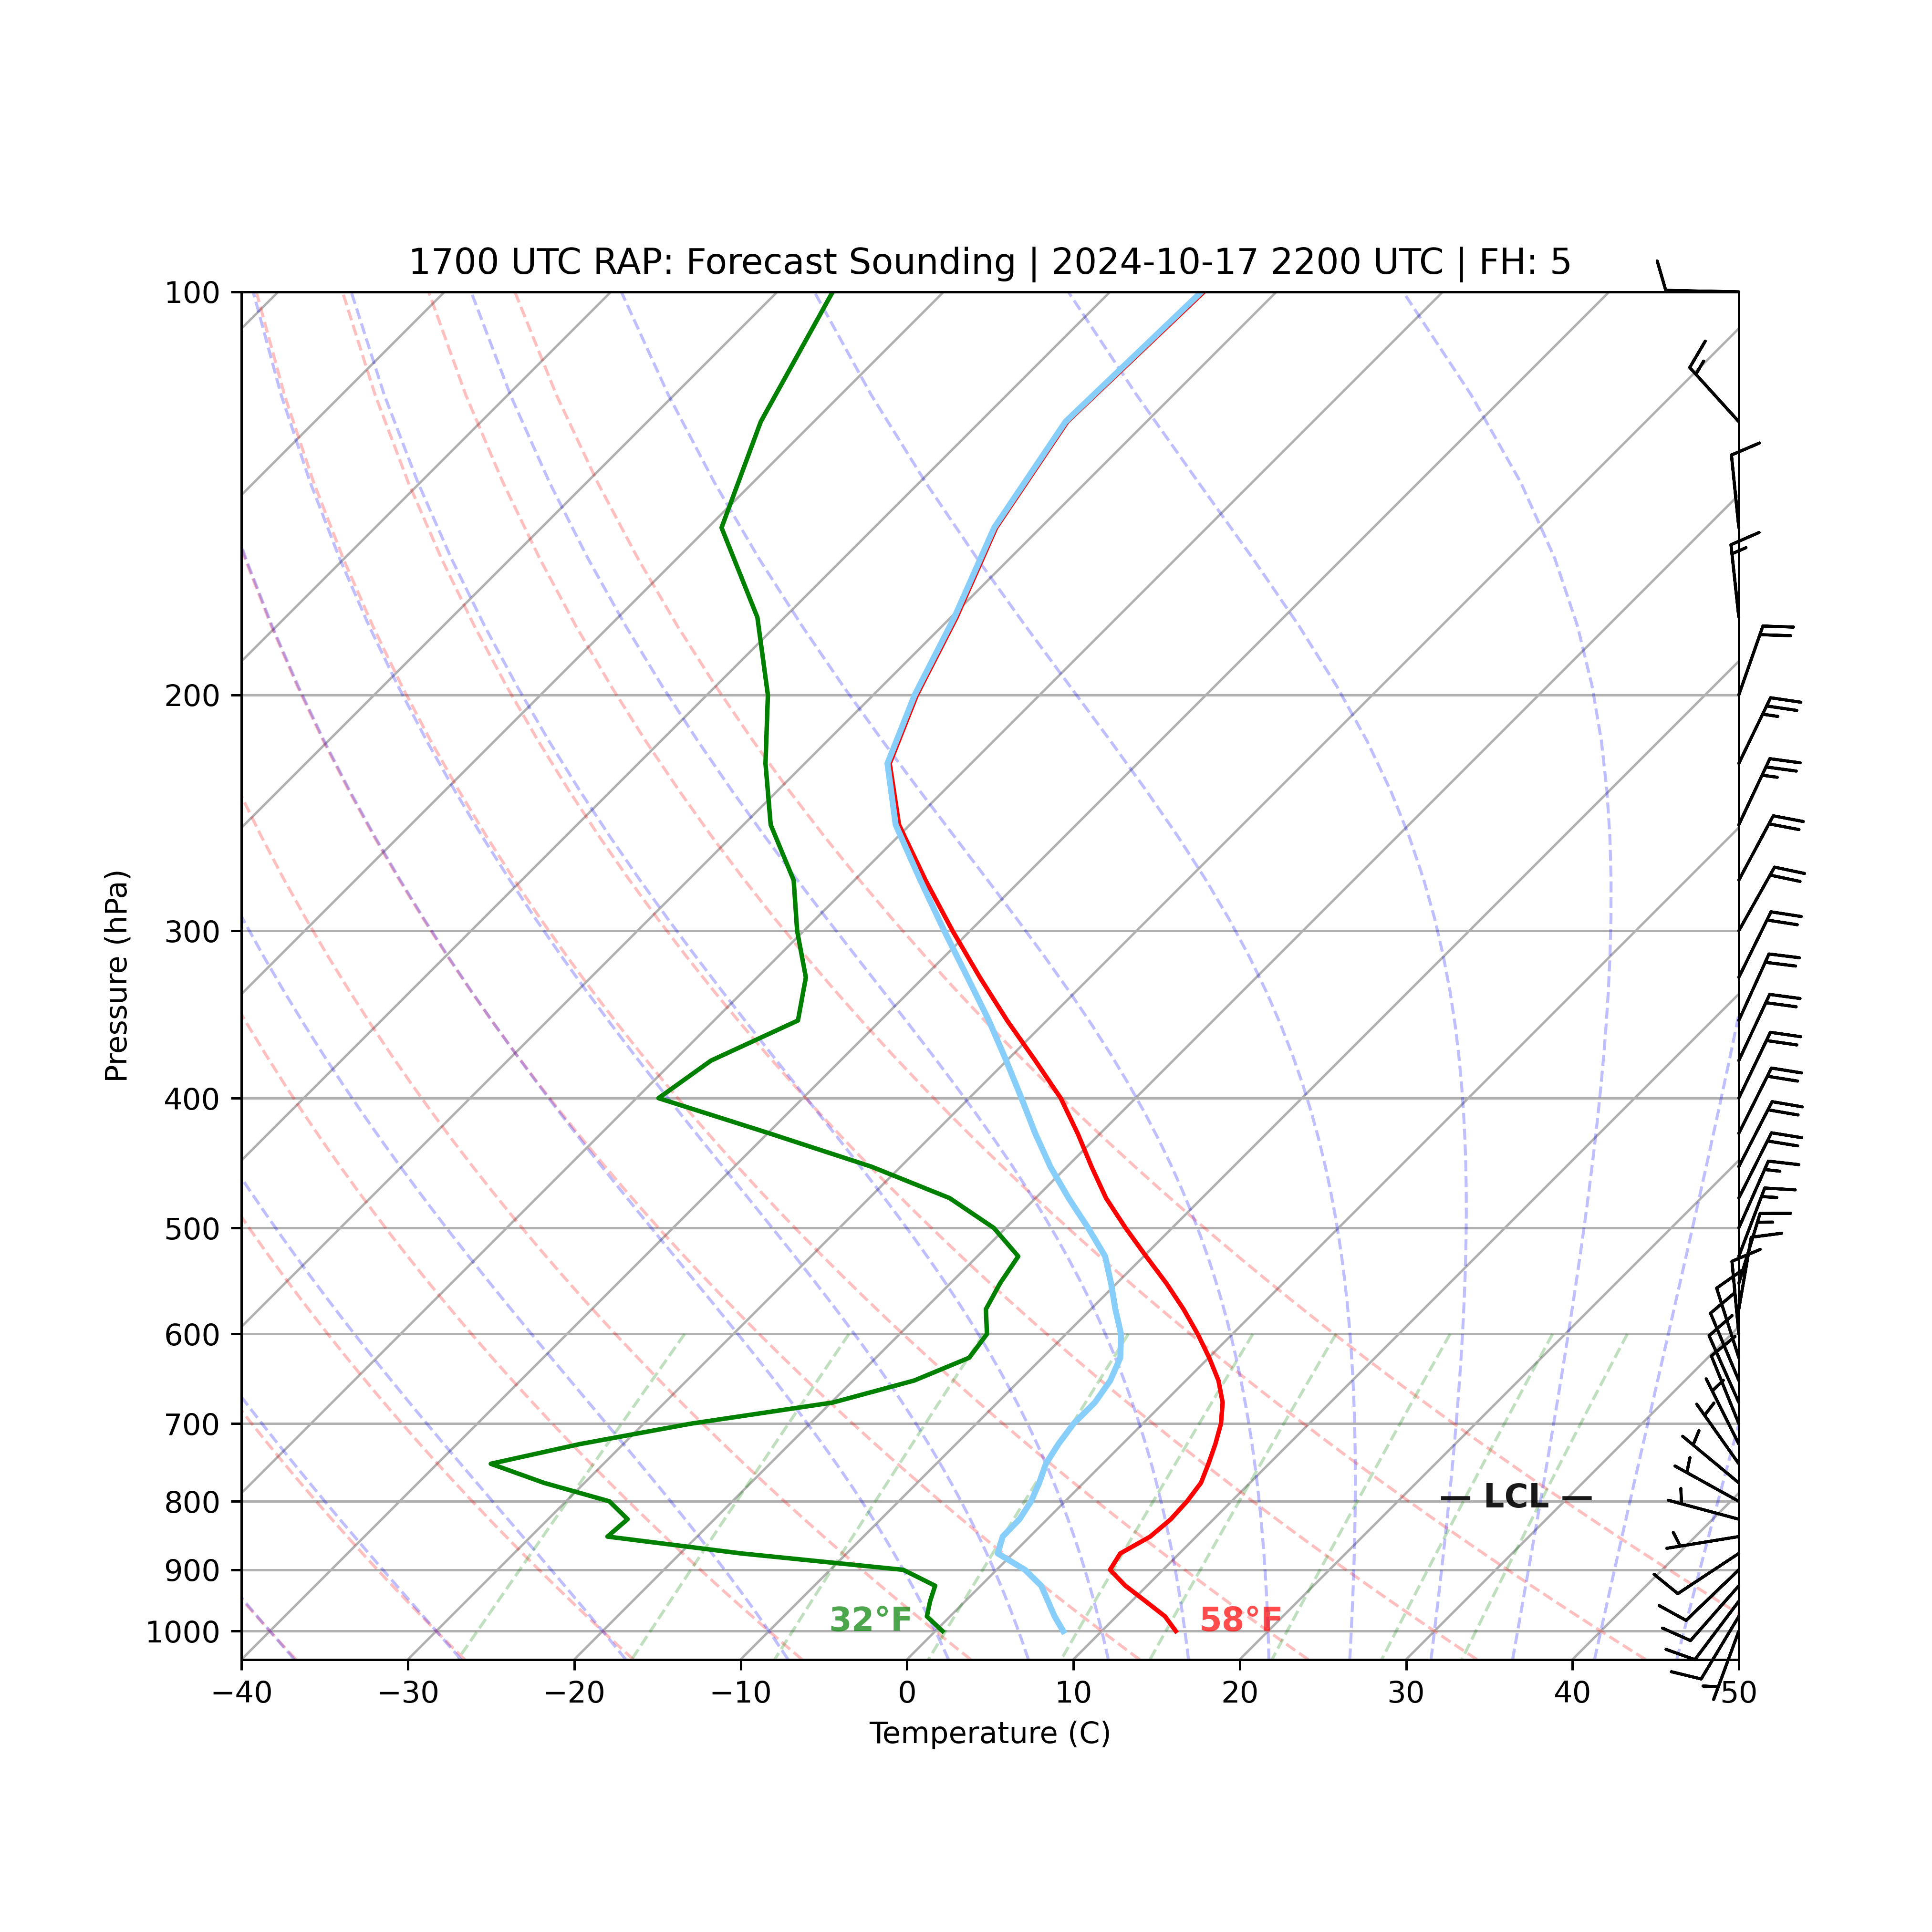 1700 UTC RAP: Forecast Sounding | 2024-10-17 2200 UTC | FH: 5
100
200
300
400
500
600
700
800
900
1000
Pressure (hPa)
— LCL —
32°F
58°F
−40 −30 −20 −10 0 10 20 30 40 50
Temperature (C)